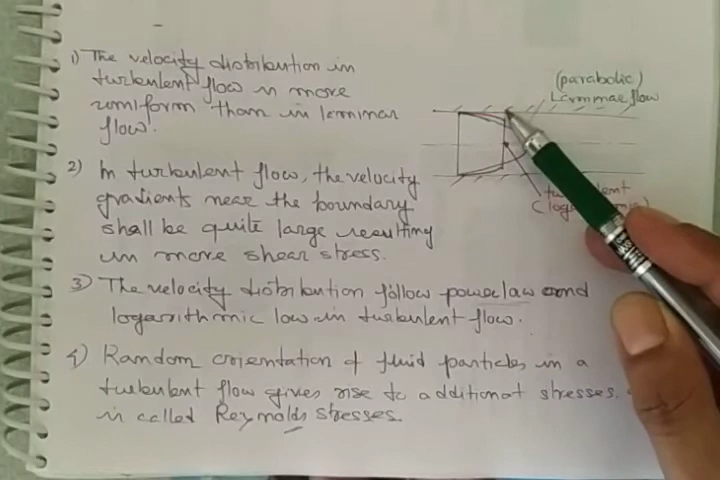 1) The velocity distribution in
turbulent flow is more
uniform than in laminar
flow.
2) In turbulent flow, the velocity
gradients near the boundary
shall be quite large resulting
in more shear stress.
3) The velocity distribution follow power law and
logarithmic law in turbulent flow.
4) Random orientation of fluid particles in a
turbulent flow gives rise to additional stresses.
is called Reynolds stresses.
(parabolic)
Laminar flow